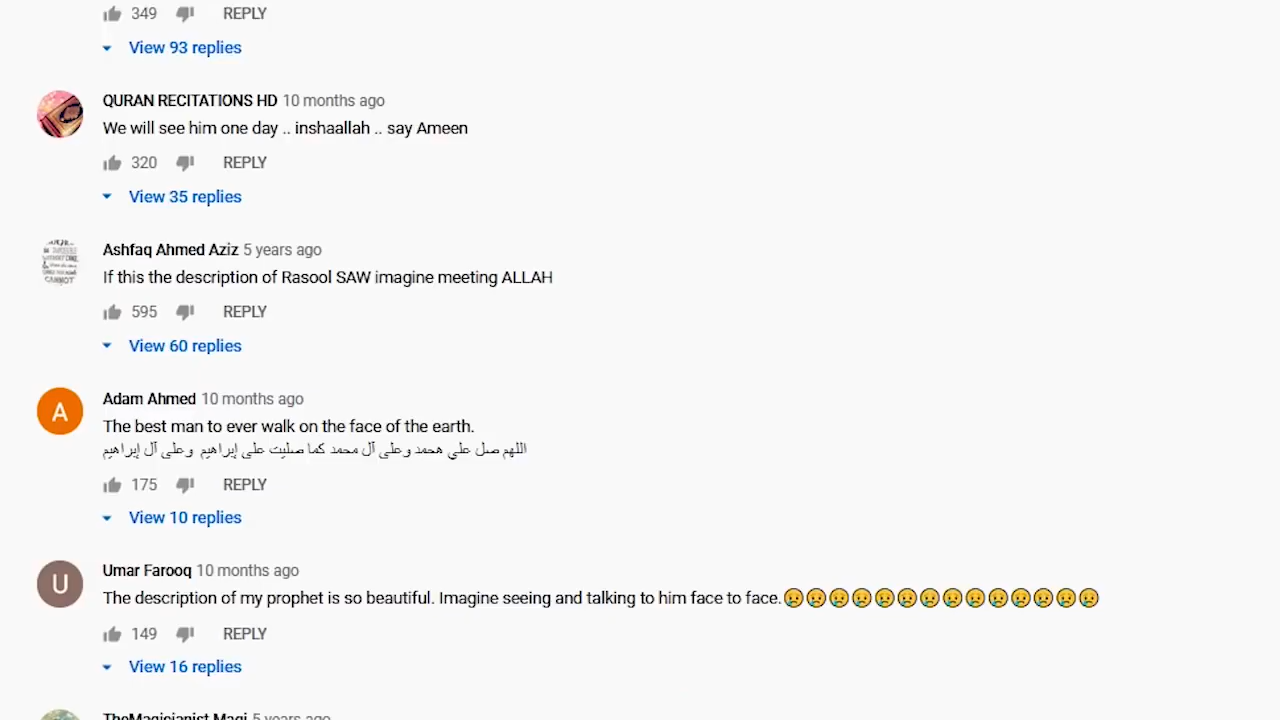 349 REPLY
View 93 replies
QURAN RECITATIONS HD 10 months ago
We will see him one day .. inshaallah .. say Ameen
320 REPLY
View 35 replies
Ashfaq Ahmed Aziz 5 years ago
If this the description of Rasool SAW imagine meeting ALLAH
595 REPLY
View 60 replies
A
Adam Ahmed 10 months ago
The best man to ever walk on the face of the earth.
اللهم صل علي هحمد وعلى آل محمد كما صليت على إبراهيم وعلى آل إبراهيم
175 REPLY
View 10 replies
U
Umar Farooq 10 months ago
The description of my prophet is so beautiful. Imagine seeing and talking to him face to face.😢😢😢😢😢😢😢😢😢😢😢😢😢😢
149 REPLY
View 16 replies
TheMagicianist Magi 5 years ago